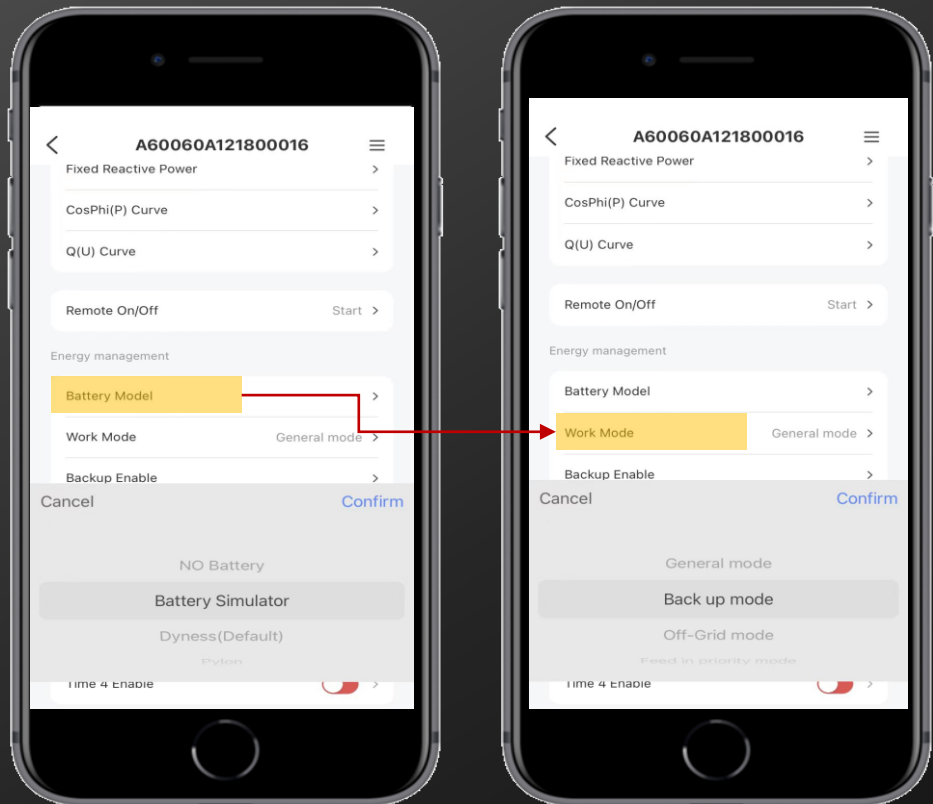 A60060A121800016
Fixed Reactive Power
CosPhi(P) Curve
Q(U) Curve
Remote On/Off Start
Energy management
Battery Model
Work Mode General mode
Backup Enable
Cancel Confirm
NO Battery
Battery Simulator
Dyness(Default)
Pylon
Time 4 Enable
A60060A121800016
Fixed Reactive Power
CosPhi(P) Curve
Q(U) Curve
Remote On/Off Start
Energy management
Battery Model
Work Mode General mode
Backup Enable
Cancel Confirm
General mode
Back up mode
Off-Grid mode
Feed in priority mode
Time 4 Enable